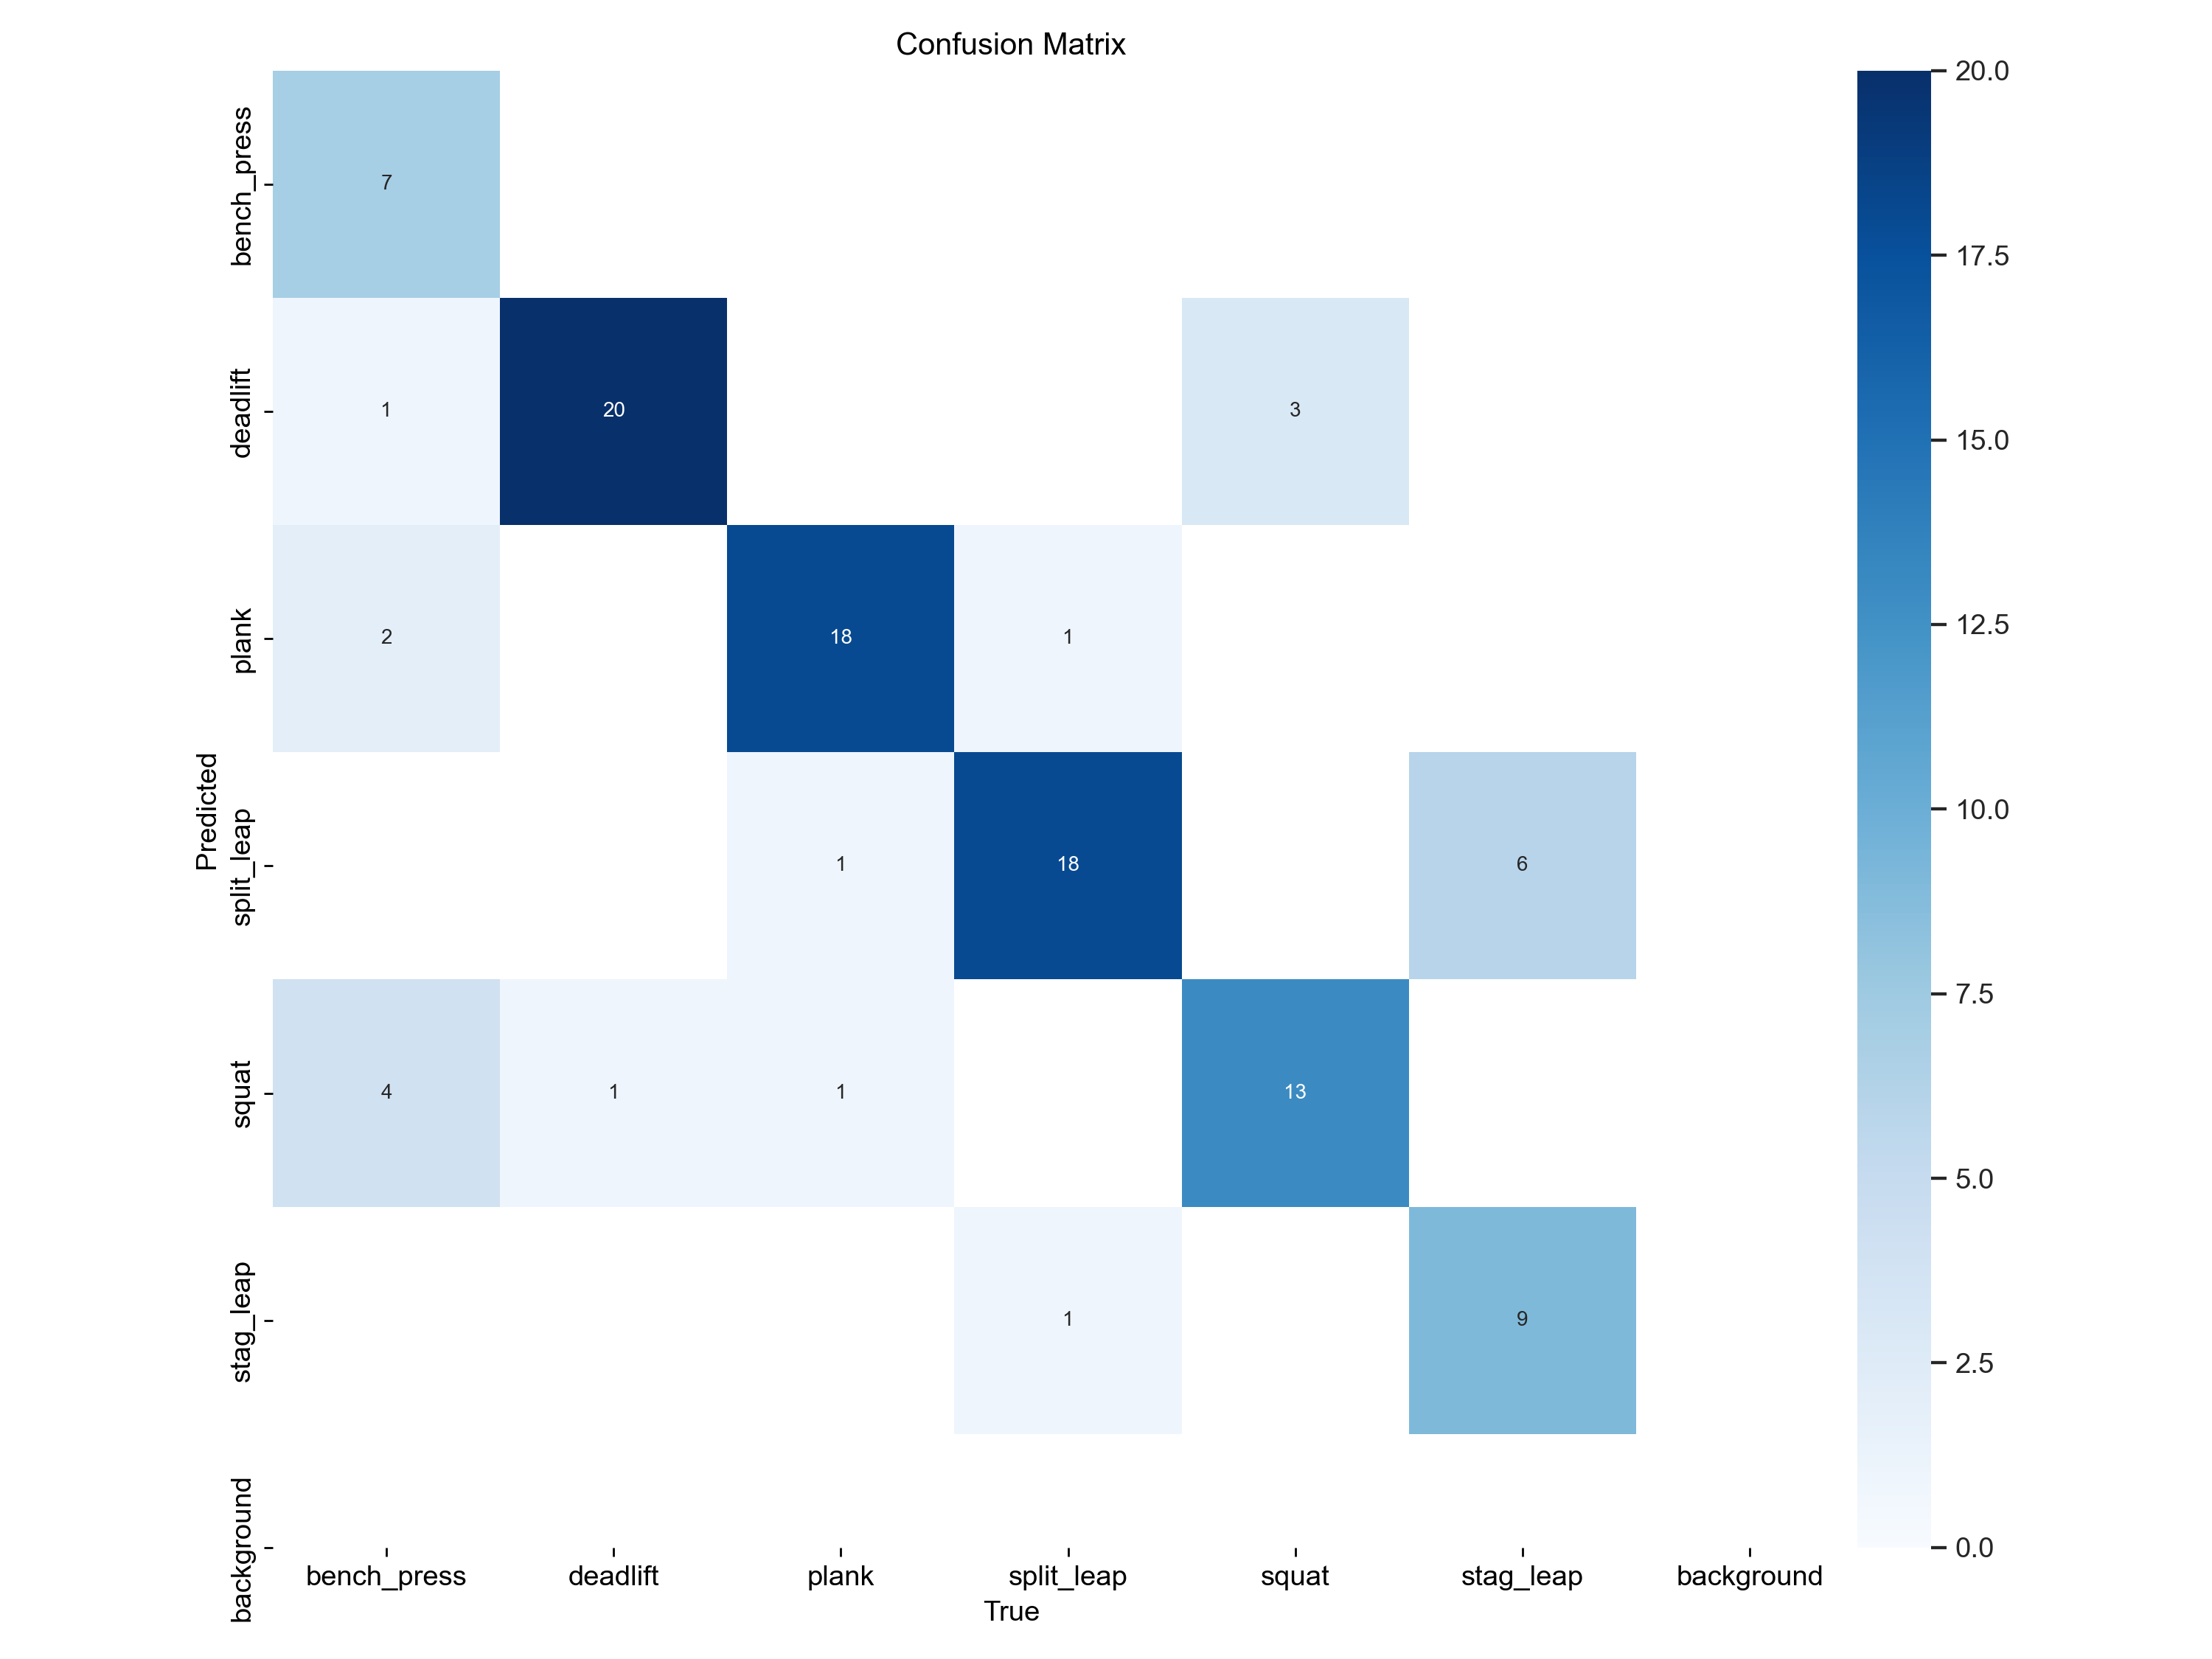 Confusion Matrix
bench_press
7
deadlift
1 20 3
plank
2 18 1
Predicted
split_leap
1 18 6
squat
4 1 1 13
stag_leap
1 9
background
bench_press deadlift plank split_leap squat stag_leap background
True
20.0
17.5
15.0
12.5
10.0
7.5
5.0
2.5
0.0